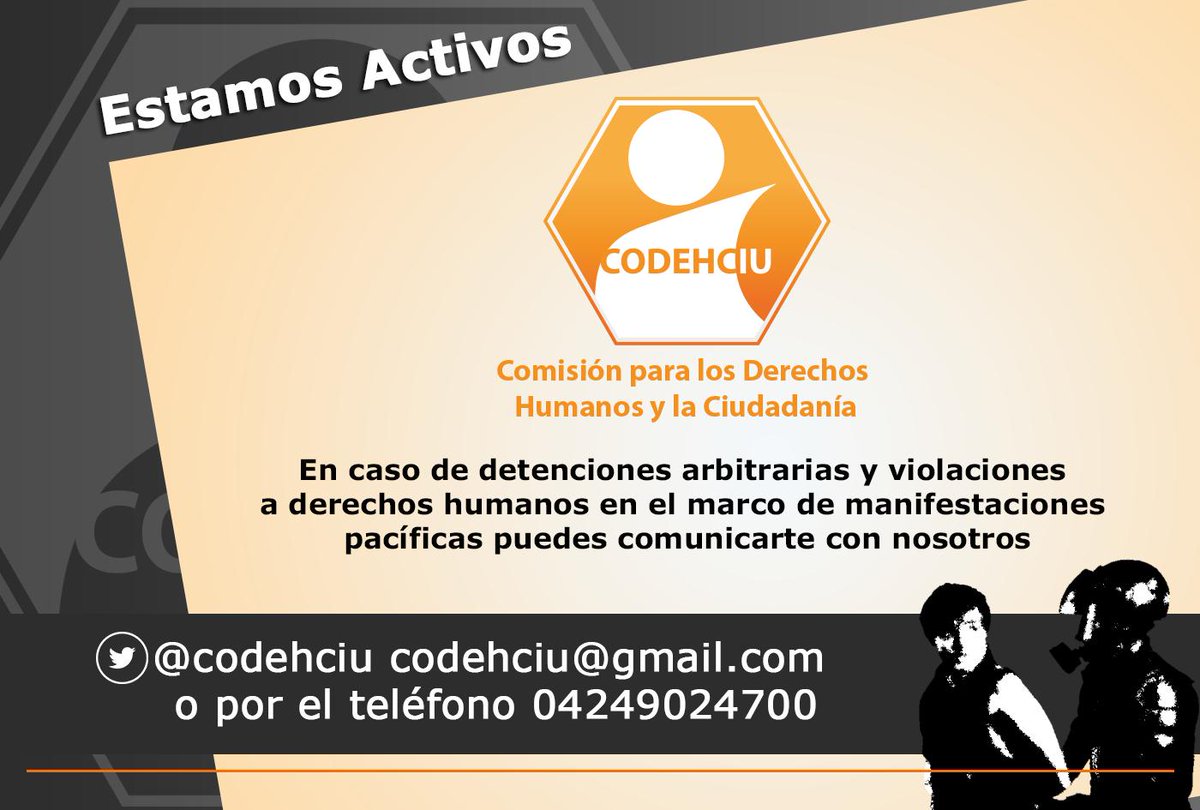 Estamos Activos
CODEHCIU
Comisión para los Derechos
Humanos y la Ciudadanía
En caso de detenciones arbitrarias y violaciones
a derechos humanos en el marco de manifestaciones
pacíficas puedes comunicarte con nosotros
CO
@codehciu codehciu@gmail.com
o por el teléfono 04249024700